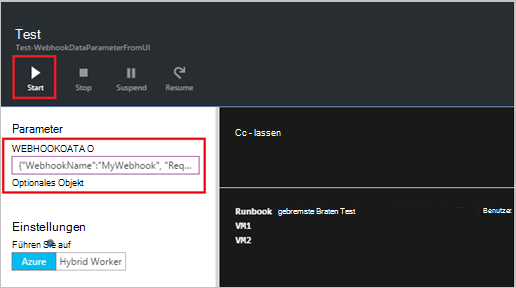 Test
Test-WebhookDataParameterFromUI
Start
Stop
Suspend
Resume
Parameter
WEBHOOKDATA O
{"WebhookName":"MyWebhook", "Req...
Optionales Objekt
Einstellungen
Führen Sie auf
Azure
Hybrid Worker
Cc - lassen
Runbook gebremste Braten Test Benutzer.
VM1
VM2